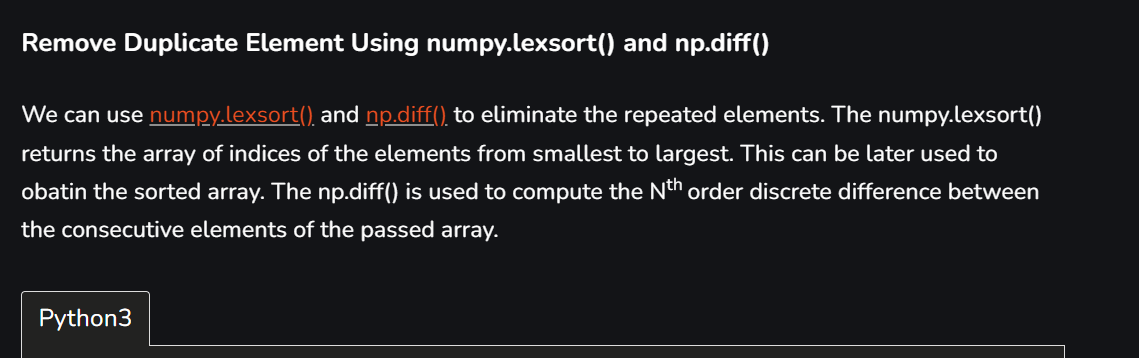 Remove Duplicate Element Using numpy.lexsort() and np.diff()
We can use numpy.lexsort() and np.diff() to eliminate the repeated elements. The numpy.lexsort()
returns the array of indices of the elements from smallest to largest. This can be later used to
obatin the sorted array. The np.diff() is used to compute the Nth order discrete difference between
the consecutive elements of the passed array.
Python3